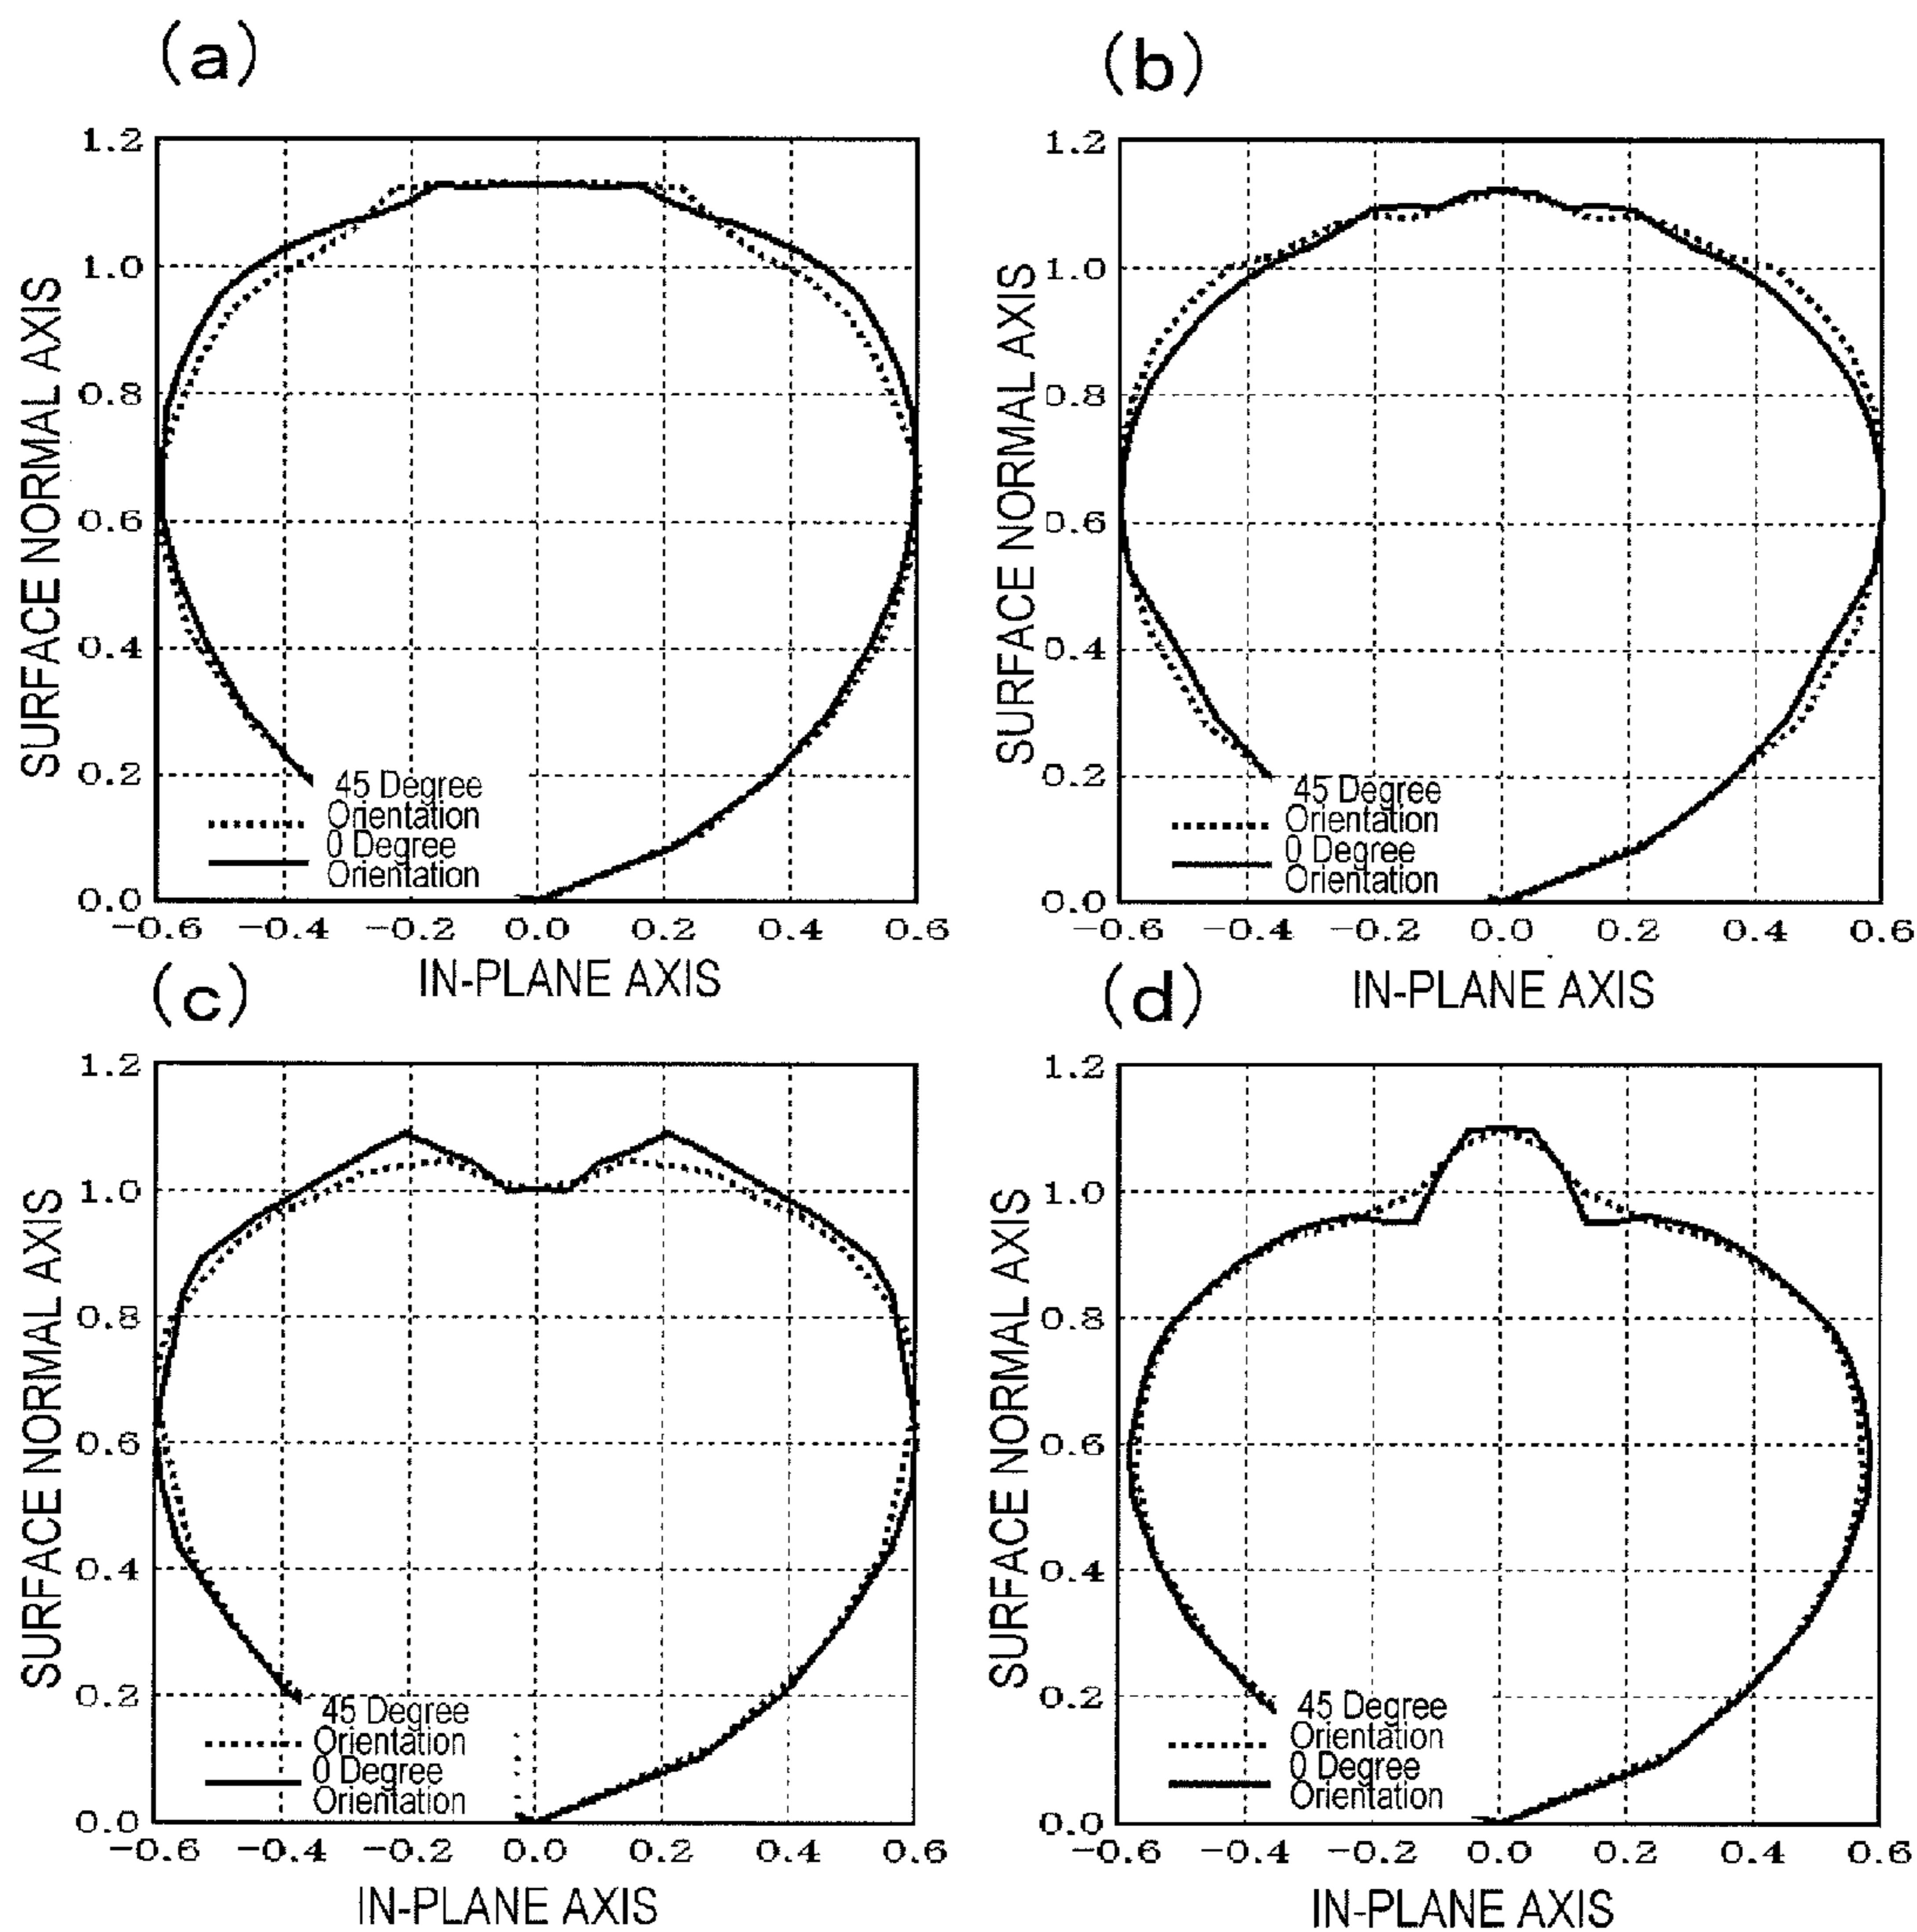 (a)
1.2
1.0
0.8
0.6
0.4
0.2
0.0
SURFACE NORMAL AXIS
45 Degree
Orientation
0 Degree
Orientation
−0.6 −0.4 −0.2 0.0 0.2 0.4 0.6
IN-PLANE AXIS
(b)
1.2
1.0
0.8
0.6
0.4
0.2
0.0
SURFACE NORMAL AXIS
45 Degree
Orientation
0 Degree
Orientation
−0.6 −0.4 −0.2 0.0 0.2 0.4 0.6
IN-PLANE AXIS
(c)
1.2
1.0
0.8
0.6
0.4
0.2
0.0
SURFACE NORMAL AXIS
45 Degree
Orientation
0 Degree
Orientation
−0.6 −0.4 −0.2 0.0 0.2 0.4 0.6
IN-PLANE AXIS
(d)
1.2
1.0
0.8
0.6
0.4
0.2
0.0
SURFACE NORMAL AXIS
45 Degree
Orientation
0 Degree
Orientation
−0.6 −0.4 −0.2 0.0 0.2 0.4 0.6
IN-PLANE AXIS